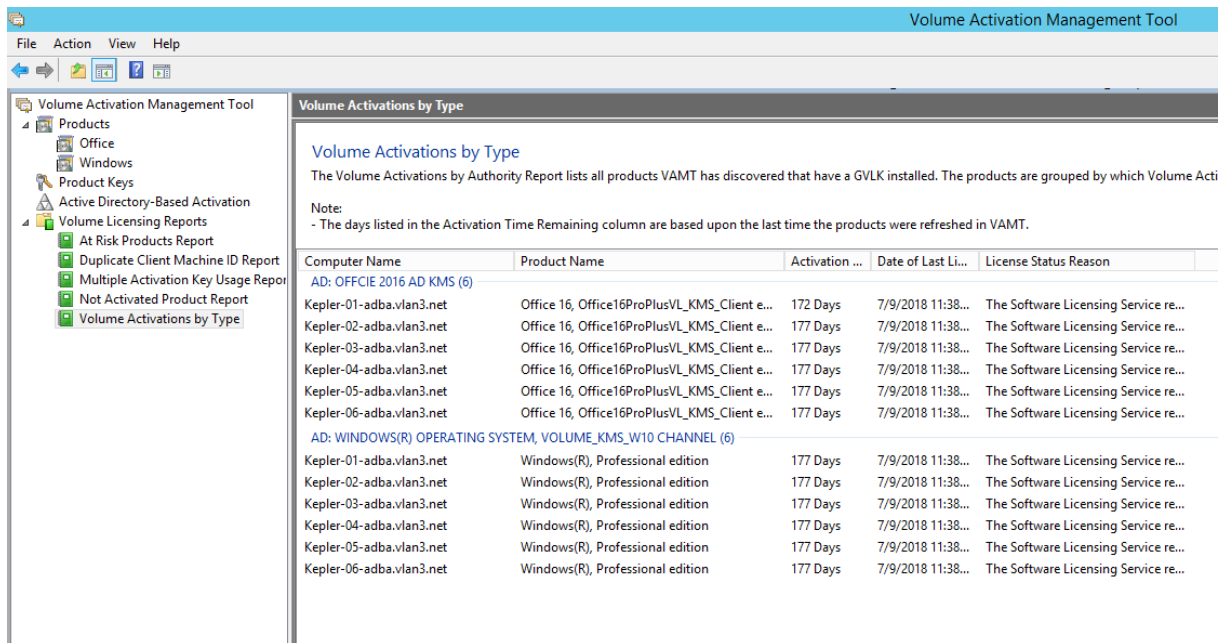 Volume Activation Management Tool
File Action View Help
Volume Activation Management Tool
Products
Office
Windows
Product Keys
Active Directory-Based Activation
Volume Licensing Reports
At Risk Products Report
Duplicate Client Machine ID Report
Multiple Activation Key Usage Repor
Not Activated Product Report
Volume Activations by Type
Volume Activations by Type
Volume Activations by Type
The Volume Activations by Authority Report lists all products VAMT has discovered that have a GVLK installed. The products are grouped by which Volume Acti
Note:
- The days listed in the Activation Time Remaining column are based upon the last time the products were refreshed in VAMT.
Computer Name Product Name Activation ... Date of Last Li... License Status Reason
AD: OFFCIE 2016 AD KMS (6)
Kepler-01-adba.vlan3.net Office 16, Office16ProPlusVL_KMS_Client e... 172 Days 7/9/2018 11:38... The Software Licensing Service re...
Kepler-02-adba.vlan3.net Office 16, Office16ProPlusVL_KMS_Client e... 177 Days 7/9/2018 11:38... The Software Licensing Service re...
Kepler-03-adba.vlan3.net Office 16, Office16ProPlusVL_KMS_Client e... 177 Days 7/9/2018 11:38... The Software Licensing Service re...
Kepler-04-adba.vlan3.net Office 16, Office16ProPlusVL_KMS_Client e... 177 Days 7/9/2018 11:38... The Software Licensing Service re...
Kepler-05-adba.vlan3.net Office 16, Office16ProPlusVL_KMS_Client e... 177 Days 7/9/2018 11:38... The Software Licensing Service re...
Kepler-06-adba.vlan3.net Office 16, Office16ProPlusVL_KMS_Client e... 177 Days 7/9/2018 11:38... The Software Licensing Service re...
AD: WINDOWS(R) OPERATING SYSTEM, VOLUME_KMS_W10 CHANNEL (6)
Kepler-01-adba.vlan3.net Windows(R), Professional edition 177 Days 7/9/2018 11:38... The Software Licensing Service re...
Kepler-02-adba.vlan3.net Windows(R), Professional edition 177 Days 7/9/2018 11:38... The Software Licensing Service re...
Kepler-03-adba.vlan3.net Windows(R), Professional edition 177 Days 7/9/2018 11:38... The Software Licensing Service re...
Kepler-04-adba.vlan3.net Windows(R), Professional edition 177 Days 7/9/2018 11:38... The Software Licensing Service re...
Kepler-05-adba.vlan3.net Windows(R), Professional edition 177 Days 7/9/2018 11:38... The Software Licensing Service re...
Kepler-06-adba.vlan3.net Windows(R), Professional edition 177 Days 7/9/2018 11:38... The Software Licensing Service re...